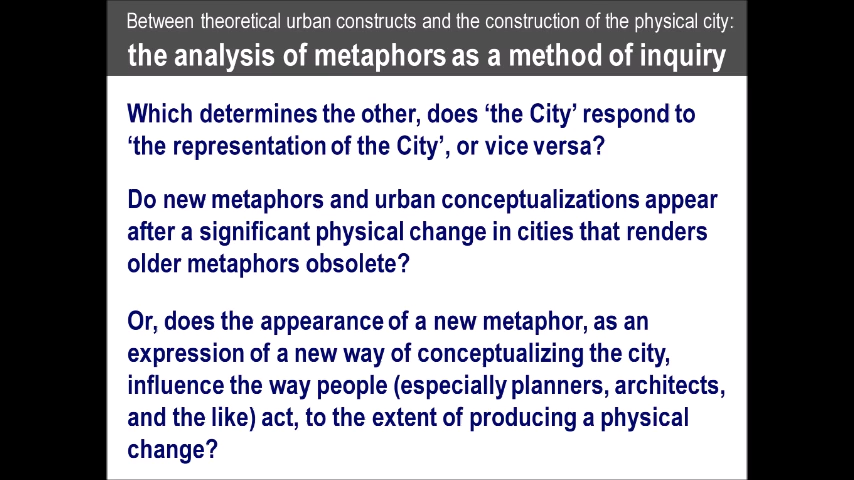 Between theoretical urban constructs and the construction of the physical city:
the analysis of metaphors as a method of inquiry
Which determines the other, does ‘the City’ respond to
‘the representation of the City’, or vice versa?
Do new metaphors and urban conceptualizations appear
after a significant physical change in cities that renders
older metaphors obsolete?
Or, does the appearance of a new metaphor, as an
expression of a new way of conceptualizing the city,
influence the way people (especially planners, architects,
and the like) act, to the extent of producing a physical
change?